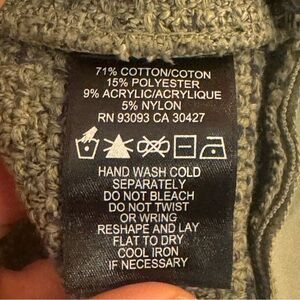 71% COTTON/COTON
15% POLYESTER
9% ACRYLIC/ACRYLIQUE
5% NYLON
RN 93093 CA 30427
HAND WASH COLD
SEPARATELY
DO NOT BLEACH
DO NOT TWIST
OR WRING
RESHAPE AND LAY
FLAT TO DRY
COOL IRON
IF NECESSARY